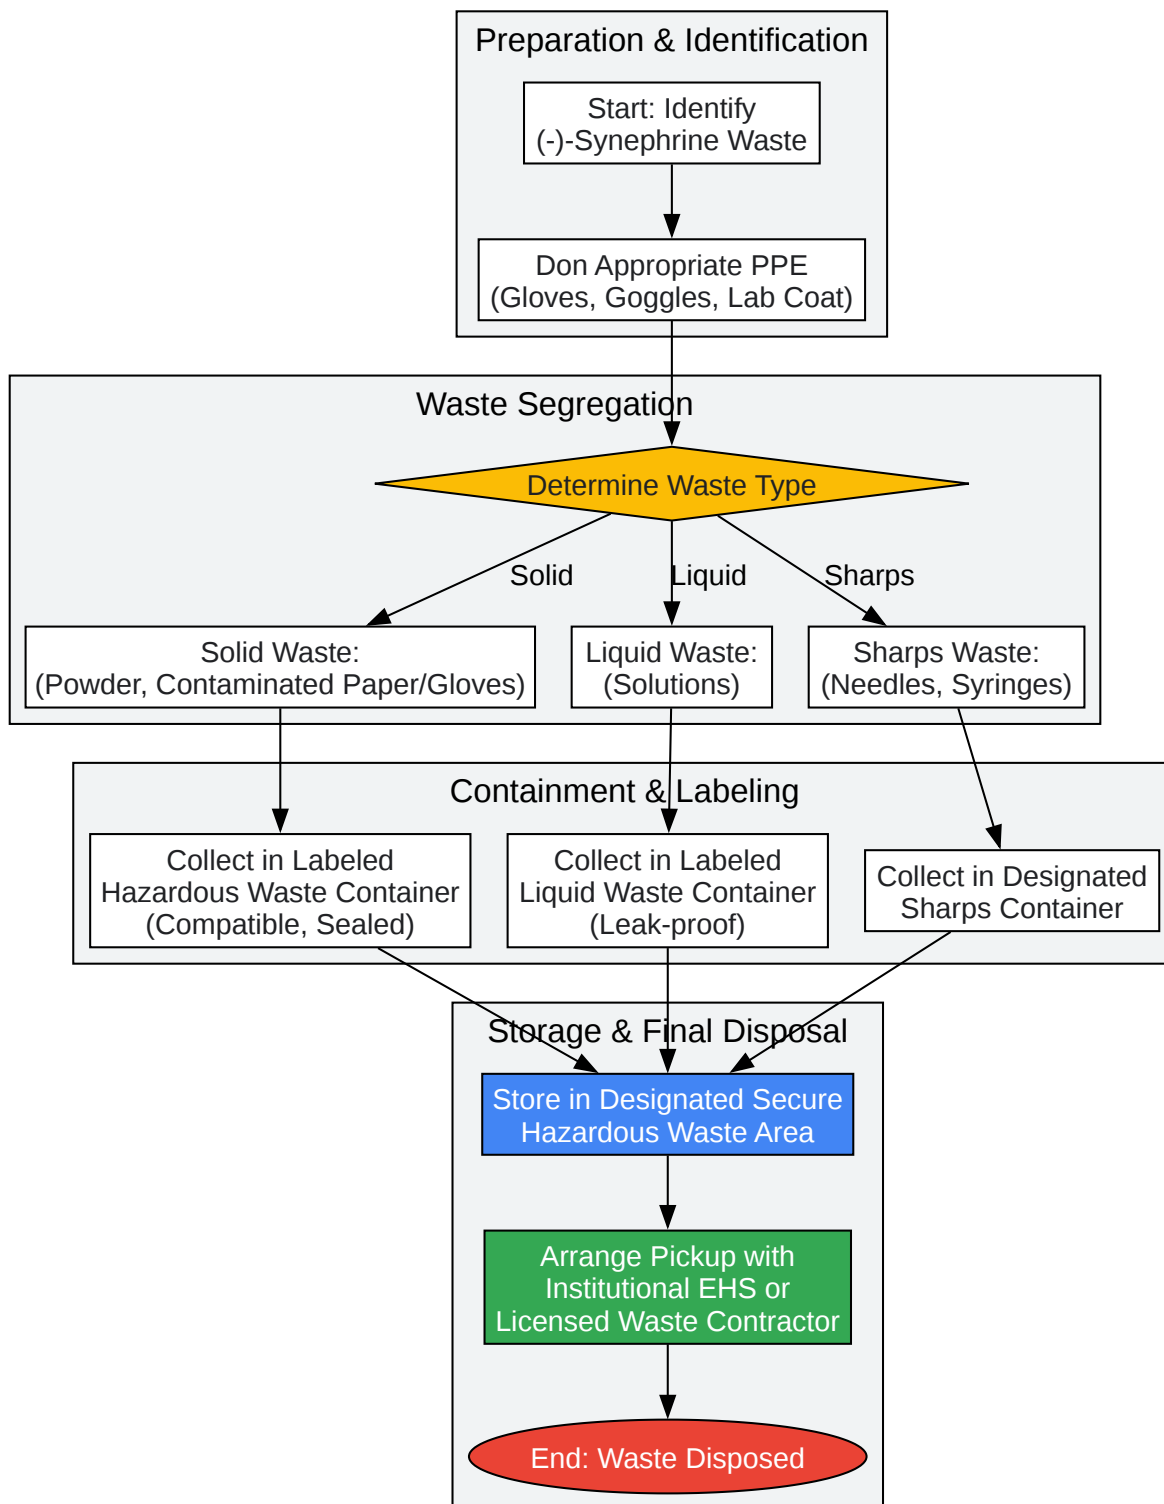 Preparation & Identification
Start: Identify
(-)-Synephrine Waste
Don Appropriate PPE
(Gloves, Goggles, Lab Coat)
Waste Segregation
Determine Waste Type
Solid
Liquid
Sharps
Solid Waste:
(Powder, Contaminated Paper/Gloves)
Liquid Waste:
(Solutions)
Sharps Waste:
(Needles, Syringes)
Containment & Labeling
Collect in Labeled
Hazardous Waste Container
(Compatible, Sealed)
Collect in Labeled
Liquid Waste Container
(Leak-proof)
Collect in Designated
Sharps Container
Storage & Final Disposal
Store in Designated Secure
Hazardous Waste Area
Arrange Pickup with
Institutional EHS or
Licensed Waste Contractor
End: Waste Disposed